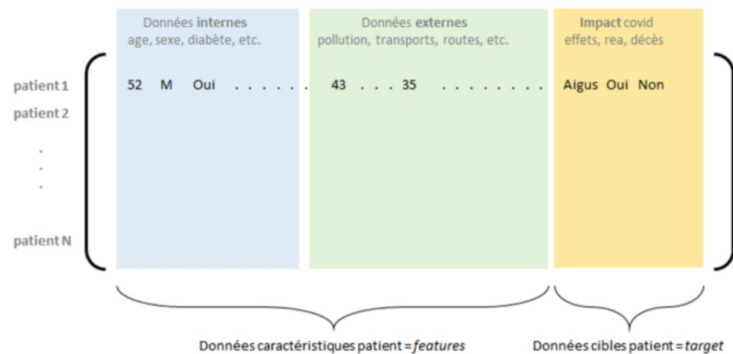 Données internes
age, sexe, diabète, etc.
Données externes
pollution, transports, routes, etc.
Impact covid
effets, rea, décès
patient 1
52 M Oui . . . . . . 43 . . . 35 . . . . . . . . Aigus Oui Non
patient 2
.
.
.
patient N
Données caractéristiques patient = features
Données cibles patient = target